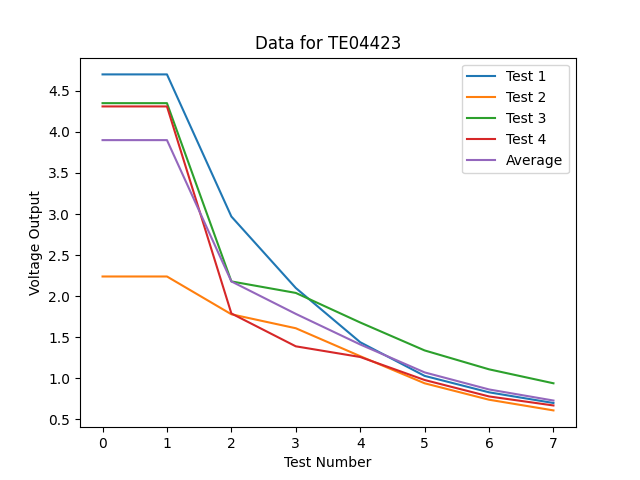 Data for TE04423
Test 1
Test 2
Test 3
Test 4
Average
4.5
4.0
3.5
3.0
2.5
2.0
1.5
1.0
0.5
Voltage Output
0 1 2 3 4 5 6 7
Test Number